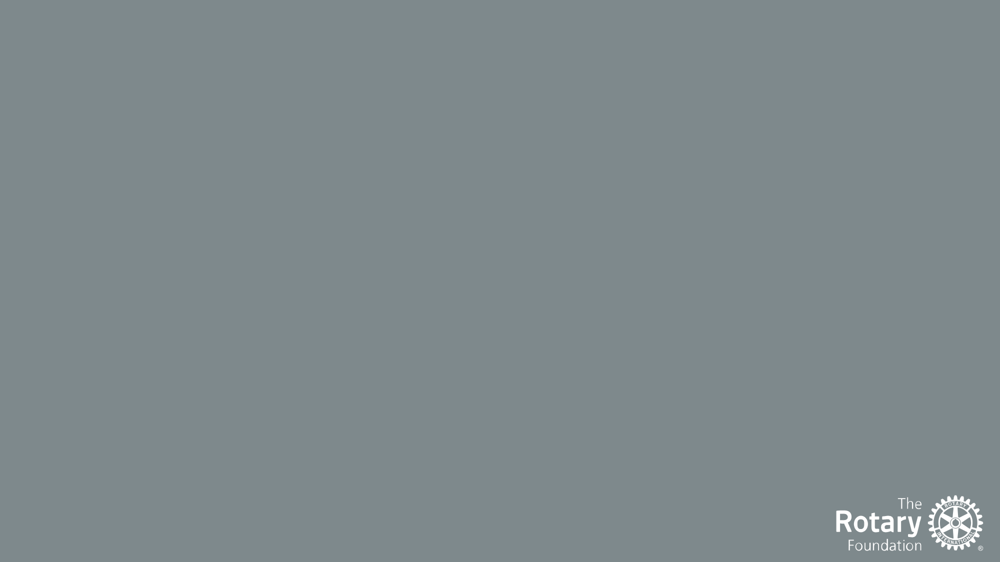 The
Rotary
Foundation
ROTARY
INTERNATIONAL
®